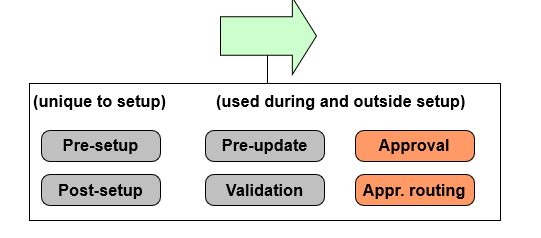 (unique to setup) (used during and outside setup)
Pre-setup Pre-update Approval
Post-setup Validation Appr. routing